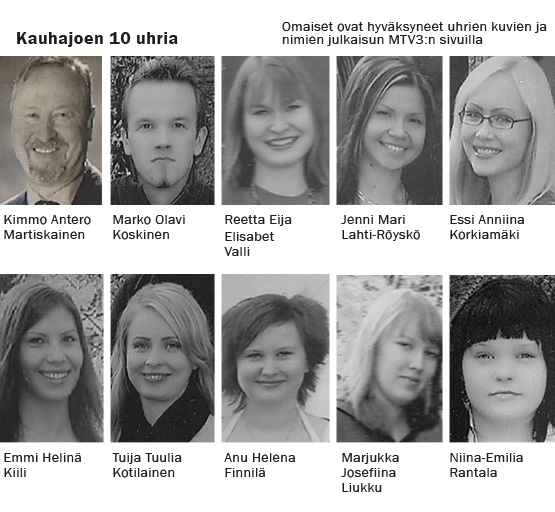 Kauhajoen 10 uhria
Omaiset ovat hyväksyneet uhrien kuvien ja
nimien julkaisun MTV3:n sivuilla
Kimmo Antero
Martiskainen
Marko Olavi
Koskinen
Reetta Eija
Elisabet
Valli
Jenni Mari
Lahti-Röyskö
Essi Anniina
Korkiamäki
Emmi Helinä
Kiili
Tuija Tuulia
Kotilainen
Anu Helena
Finnilä
Marjukka
Josefiina
Liukku
Niina-Emilia
Rantala